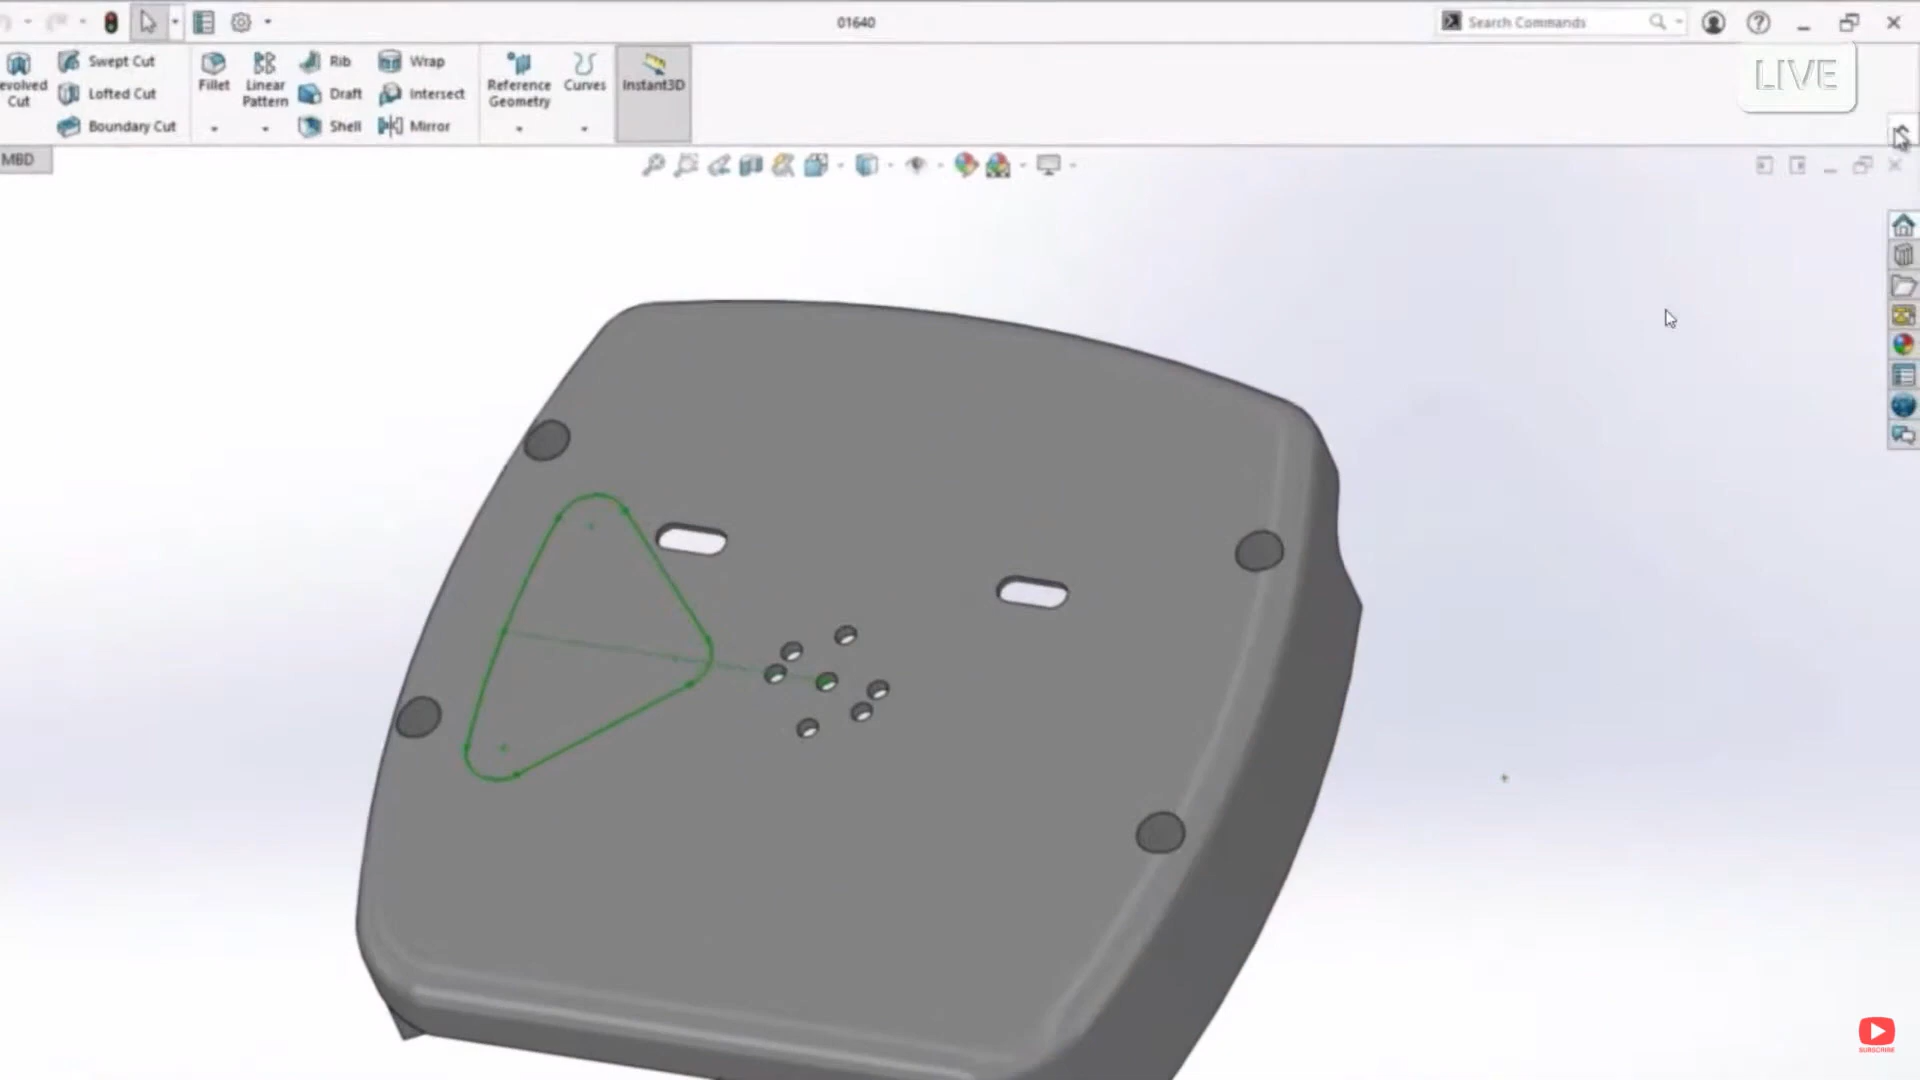 01640
Search Commands
evolved
Cut
Swept Cut
Lofted Cut
Boundary Cut
Fillet
Linear
Pattern
Rib
Draft
Shell
Wrap
Intersect
Mirror
Reference
Geometry
Curves
Instant3D
LIVE
MBD
SUBSCRIBE